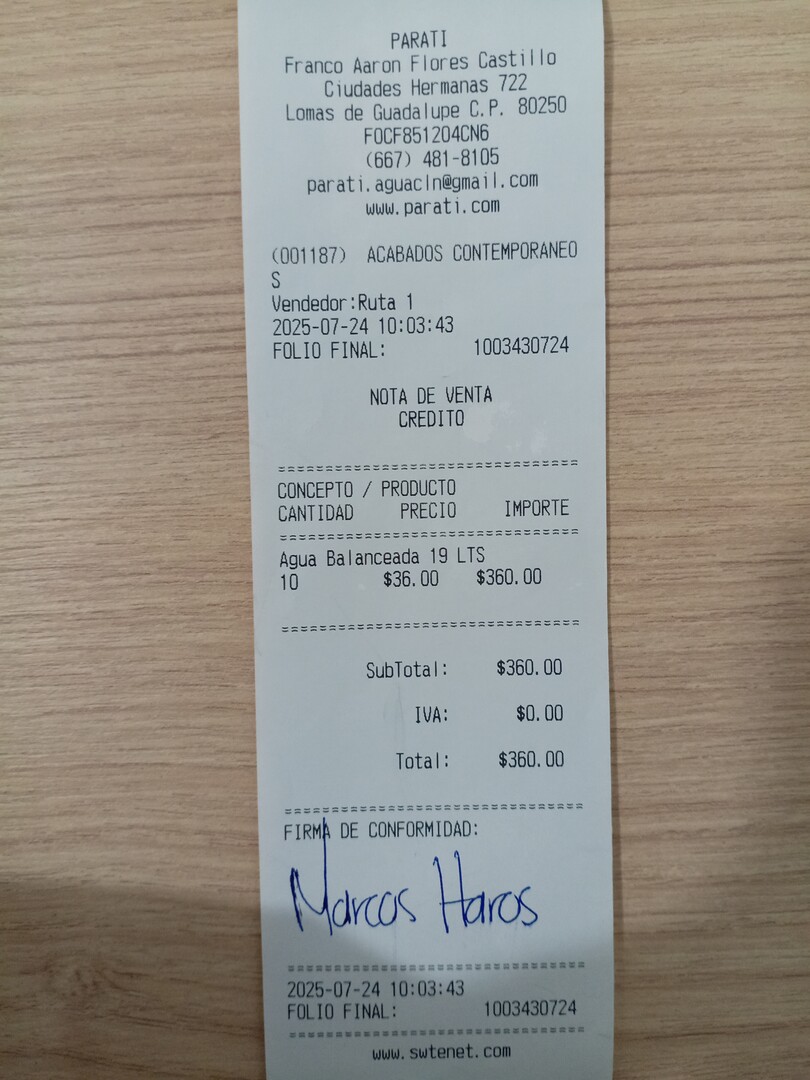 PARATI
Franco Aaron Flores Castillo
Ciudades Hermanas 722
Lomas de Guadalupe C.P. 80250
FOCF851204CN6
(667) 481-8105
parati.aguacln@gmail.com
www.parati.com
(001187) ACABADOS CONTEMPORANEO
S
Vendedor:Ruta 1
2025-07-24 10:03:43
FOLIO FINAL: 1003430724
NOTA DE VENTA
CREDITO
================================
CONCEPTO / PRODUCTO
CANTIDAD PRECIO IMPORTE
================================
Agua Balanceada 19 LTS
10 $36.00 $360.00
================================
SubTotal: $360.00
IVA: $0.00
Total: $360.00
================================
FIRMA DE CONFORMIDAD:
Marcos Haros
================================
2025-07-24 10:03:43
FOLIO FINAL: 1003430724
================================
www.swtenet.com